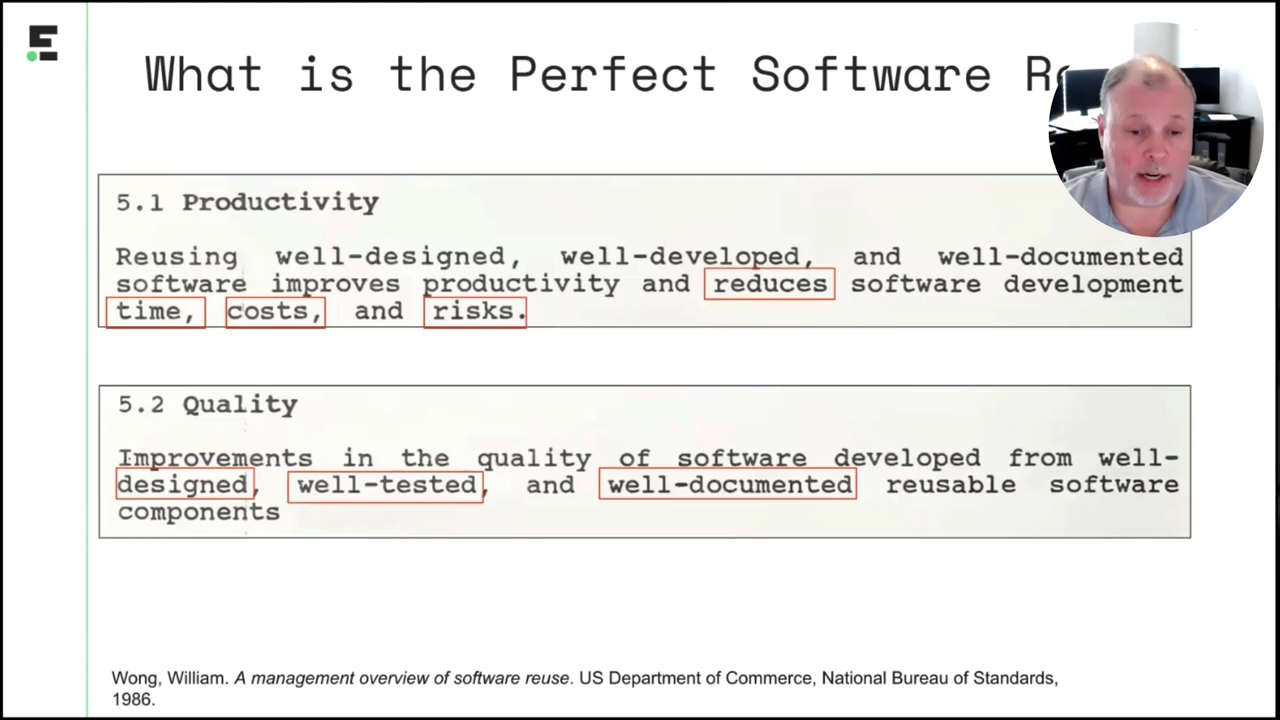 What is the Perfect Software
5.1 Productivity
Reusing well-designed, well-developed, and well-documented
software improves productivity and reduces software development
time, costs, and risks.
5.2 Quality
Improvements in the quality of software developed from well-
designed, well-tested, and well-documented reusable software
components
Wong, William. A management overview of software reuse. US Department of Commerce, National Bureau of Standards,
1986.